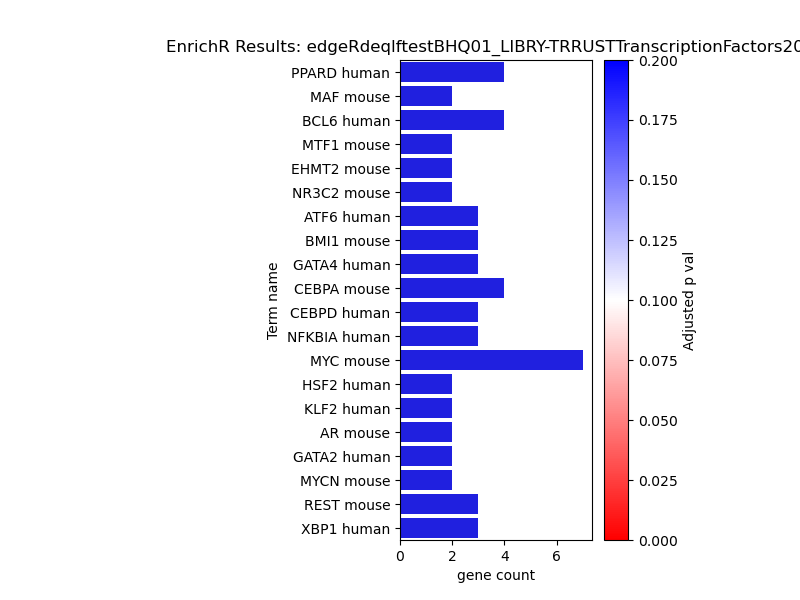 EnrichR Results: edgeRdeqlftestBHQ01_LIBRY-TRRUSTTranscriptionFactors20
PPARD human
MAF mouse
BCL6 human
MTF1 mouse
EHMT2 mouse
NR3C2 mouse
ATF6 human
BMI1 mouse
GATA4 human
CEBPA mouse
CEBPD human
NFKBIA human
MYC mouse
HSF2 human
KLF2 human
AR mouse
GATA2 human
MYCN mouse
REST mouse
XBP1 human
Term name
0 2 4 6
gene count
0.200
0.175
0.150
0.125
0.100
0.075
0.050
0.025
0.000
Adjusted p val